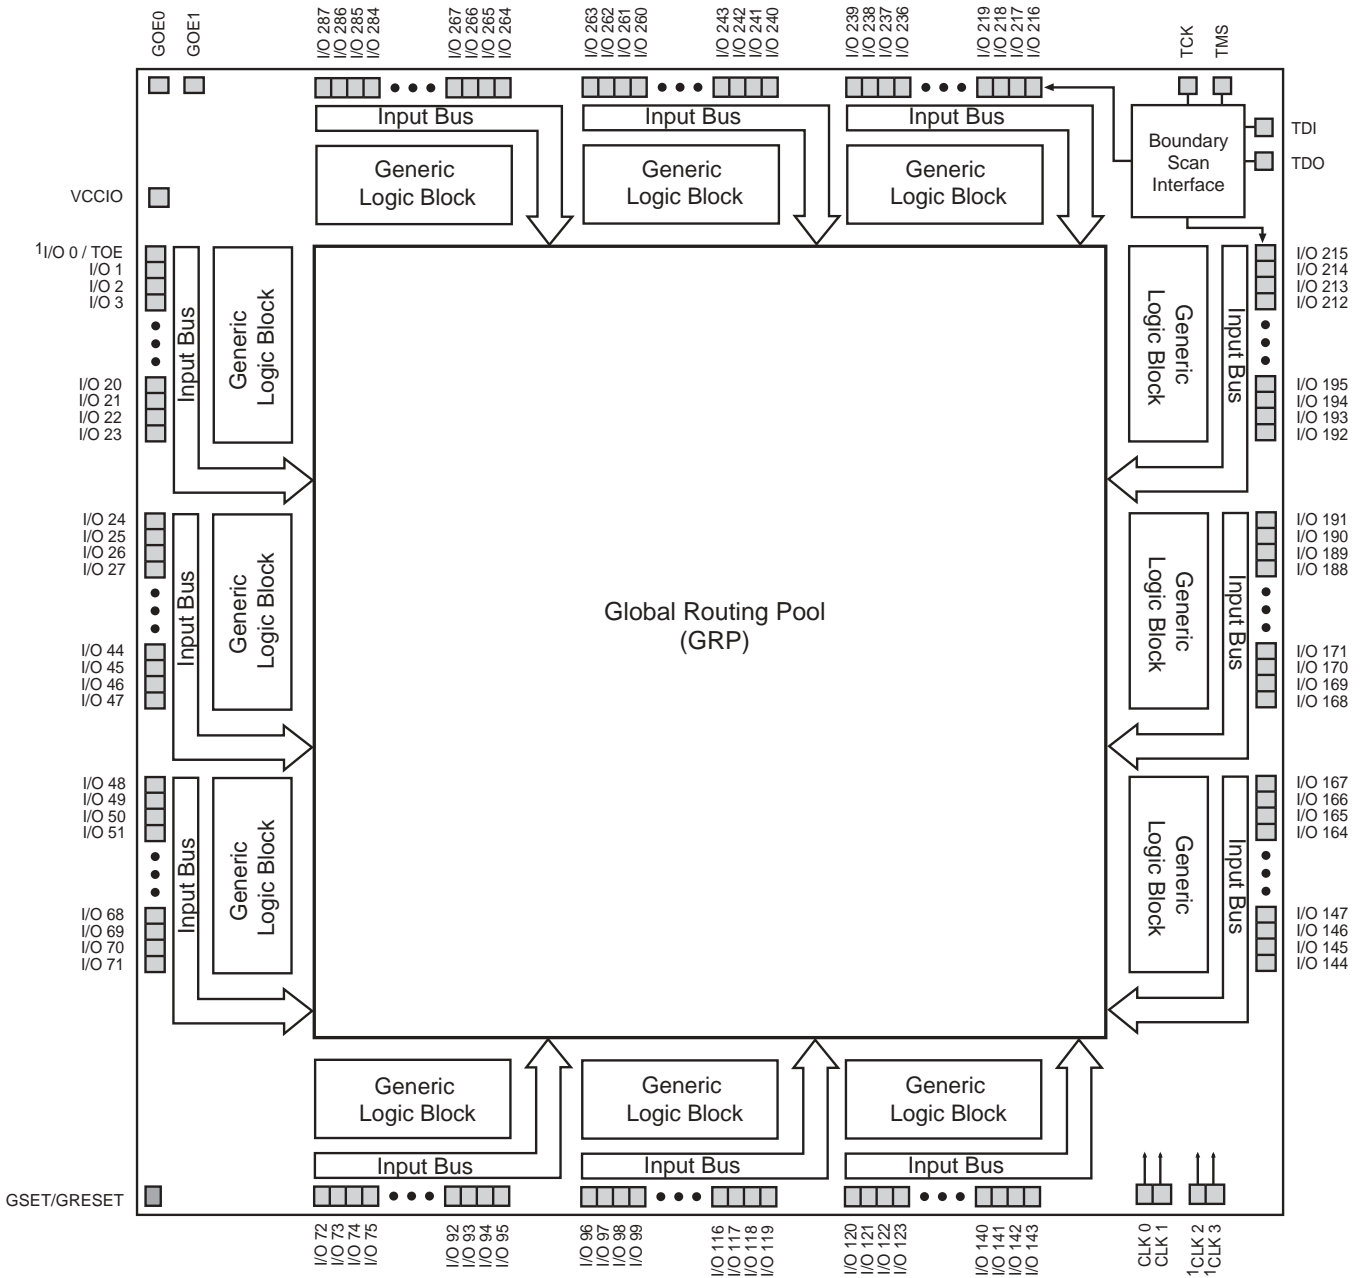 GOE0
GOE1
I/O 287
I/O 286
I/O 285
I/O 284
I/O 267
I/O 266
I/O 265
I/O 264
I/O 263
I/O 262
I/O 261
I/O 260
I/O 243
I/O 242
I/O 241
I/O 240
I/O 239
I/O 238
I/O 237
I/O 236
I/O 219
I/O 218
I/O 217
I/O 216
TCK
TMS
Input Bus
Input Bus
Input Bus
Generic
Logic Block
Generic
Logic Block
Generic
Logic Block
Boundary
Scan
Interface
TDI
TDO
VCCIO
1I/O 0 / TOE
I/O 1
I/O 2
I/O 3
I/O 20
I/O 21
I/O 22
I/O 23
Input Bus
Generic
Logic Block
I/O 24
I/O 25
I/O 26
I/O 27
I/O 44
I/O 45
I/O 46
I/O 47
Input Bus
Generic
Logic Block
I/O 48
I/O 49
I/O 50
I/O 51
I/O 68
I/O 69
I/O 70
I/O 71
Input Bus
Generic
Logic Block
Global Routing Pool
(GRP)
Generic
Logic Block
Input Bus
I/O 215
I/O 214
I/O 213
I/O 212
I/O 195
I/O 194
I/O 193
I/O 192
Generic
Logic Block
Input Bus
I/O 191
I/O 190
I/O 189
I/O 188
I/O 171
I/O 170
I/O 169
I/O 168
Generic
Logic Block
Input Bus
I/O 167
I/O 166
I/O 165
I/O 164
I/O 147
I/O 146
I/O 145
I/O 144
Generic
Logic Block
Generic
Logic Block
Generic
Logic Block
Input Bus
Input Bus
Input Bus
GSET/GRESET
I/O 72
I/O 73
I/O 74
I/O 75
I/O 92
I/O 93
I/O 94
I/O 95
I/O 96
I/O 97
I/O 98
I/O 99
I/O 116
I/O 117
I/O 118
I/O 119
I/O 120
I/O 121
I/O 122
I/O 123
I/O 140
I/O 141
I/O 142
I/O 143
CLK 0
CLK 1
1CLK 2
1CLK 3